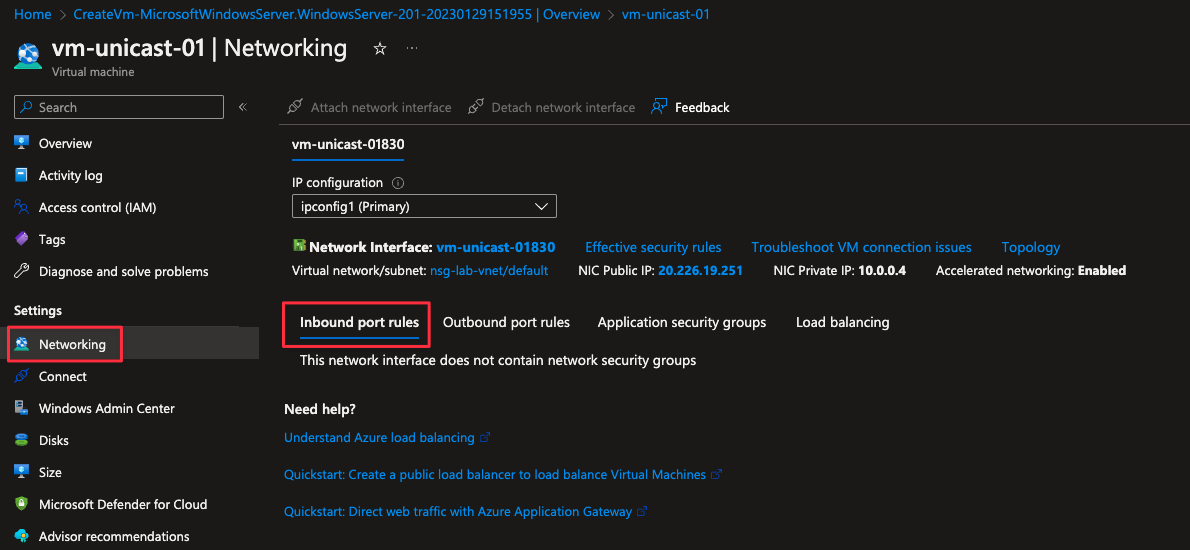 Home > CreateVm-MicrosoftWindowsServer.WindowsServer-201-20230129151955 | Overview > vm-unicast-01
vm-unicast-01 | Networking ☆ ...
Virtual machine
Search «
Attach network interface Detach network interface Feedback
Overview
Activity log
Access control (IAM)
Tags
Diagnose and solve problems
Settings
Networking
Connect
Windows Admin Center
Disks
Size
Microsoft Defender for Cloud
Advisor recommendations
vm-unicast-01830
IP configuration
ipconfig1 (Primary)
Network Interface: vm-unicast-01830 Effective security rules Troubleshoot VM connection issues Topology
Virtual network/subnet: nsg-lab-vnet/default NIC Public IP: 20.226.19.251 NIC Private IP: 10.0.0.4 Accelerated networking: Enabled
Inbound port rules Outbound port rules Application security groups Load balancing
This network interface does not contain network security groups
Need help?
Understand Azure load balancing
Quickstart: Create a public load balancer to load balance Virtual Machines
Quickstart: Direct web traffic with Azure Application Gateway